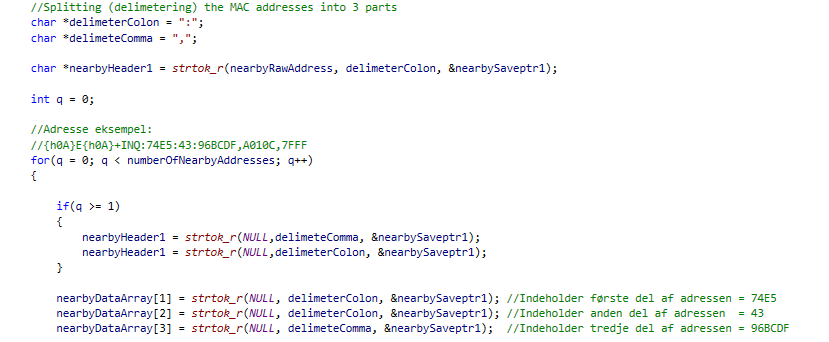 //Splitting (delimetering) the MAC addresses into 3 parts
char *delimeterColon = ":";
char *delimeteComma = ",";
char *nearbyHeader1 = strtok_r(nearbyRawAddress, delimeterColon, &nearbySaveptr1);
int q = 0;
//Adresse eksempel:
//{h0A}E{h0A}+INQ:74E5:43:96BCDF,A010C,7FFF
for(q = 0; q < numberOfNearbyAddresses; q++)
{
if(q >= 1)
{
nearbyHeader1 = strtok_r(NULL,delimeteComma, &nearbySaveptr1);
nearbyHeader1 = strtok_r(NULL,delimeterColon, &nearbySaveptr1);
}
nearbyDataArray[1] = strtok_r(NULL, delimeterColon, &nearbySaveptr1); //Indeholder første del af adressen = 74E5
nearbyDataArray[2] = strtok_r(NULL, delimeterColon, &nearbySaveptr1); //Indeholder anden del af adressen  = 43
nearbyDataArray[3] = strtok_r(NULL, delimeteComma, &nearbySaveptr1);  //Indeholder tredje del af adressen = 96BCDF